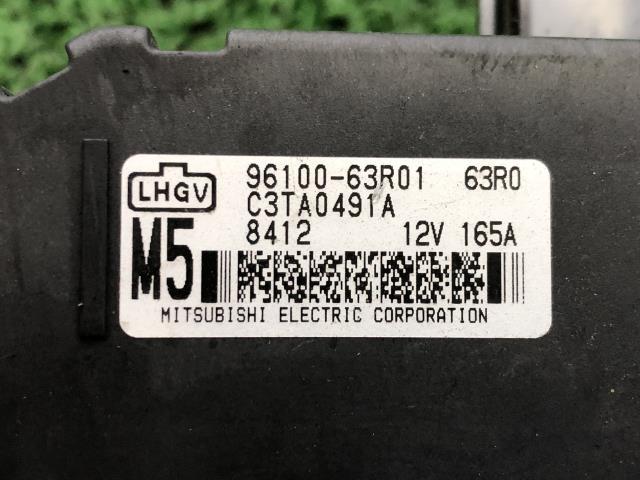 LHGV
96100-63R01 63R0
C3TA0491A
M5
8412 12V 165A
MITSUBISHI ELECTRIC CORPORATION